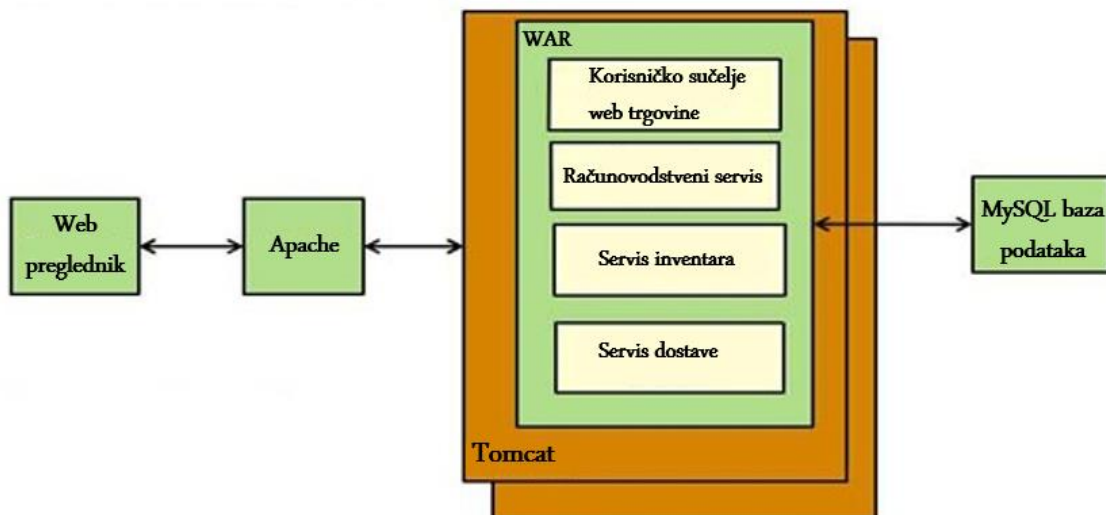 Web
preglednik
Apache
WAR
Korisničko sučelje
web trgovine
Računovodstveni servis
Servis inventara
Servis dostave
Tomcat
MySQL baza
podataka